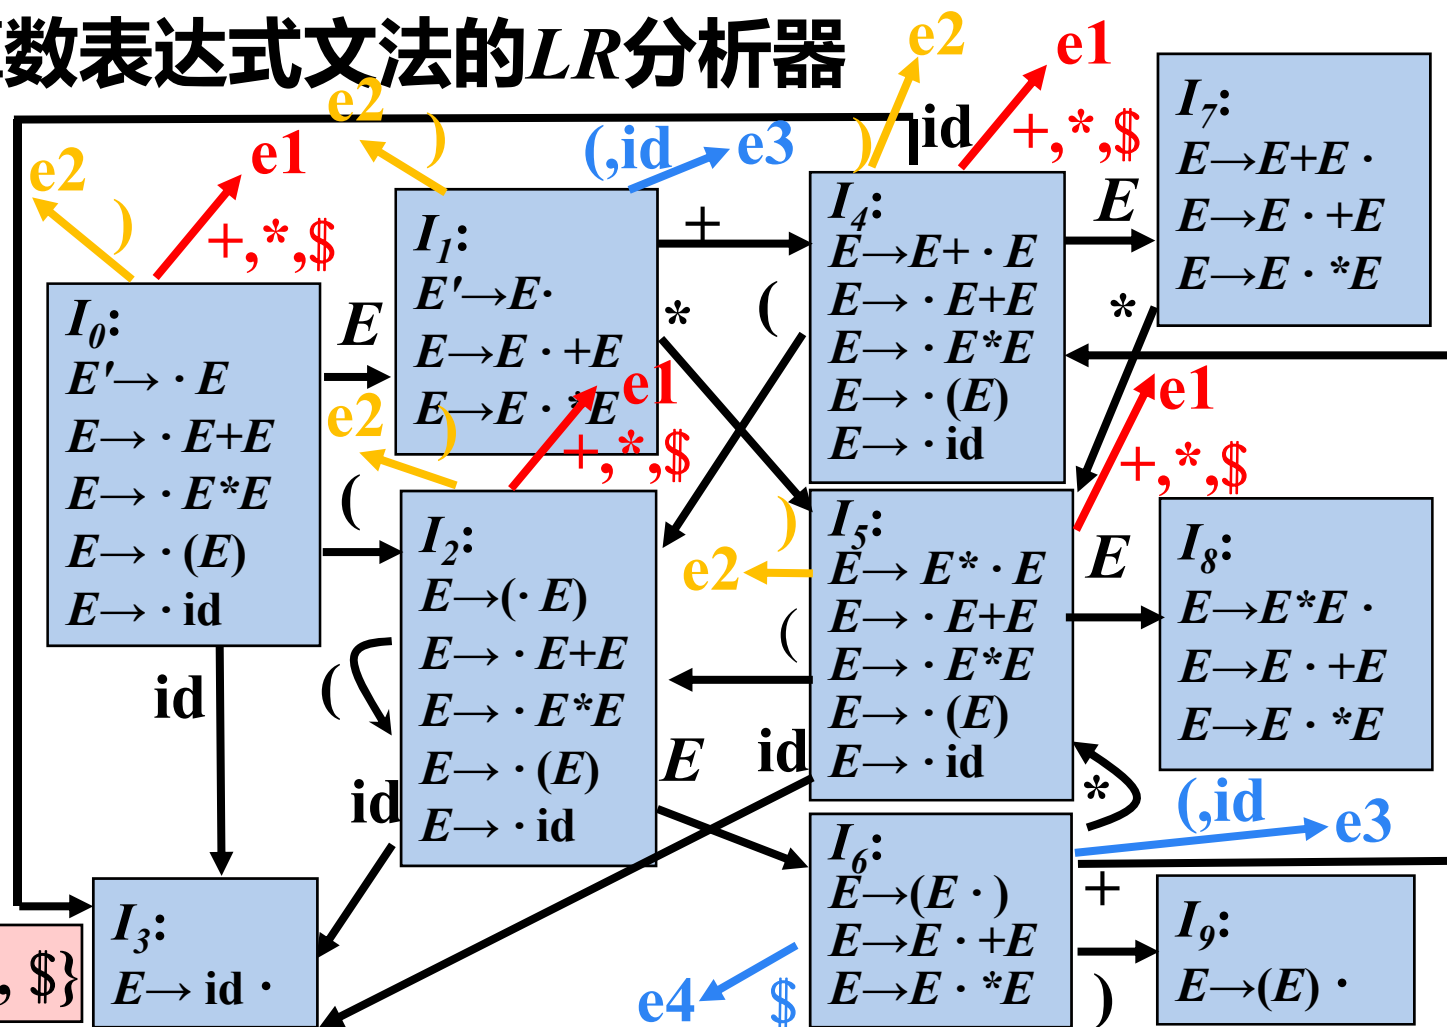 数表达式文法的LR分析器
e2
)
e1
+,*,$
I0:
E'→ · E
E→ · E+E
E→ · E*E
E→ · (E)
E→ · id
E
(
id
e2
)
(,id
e3
I1:
E'→E·
E→E · +E
E→E · *E
+
*
e2
)
e1
+,*,$
I2:
E→(· E)
E→ · E+E
E→ · E*E
E→ · (E)
E→ · id
(
id
E
I3:
E→ id ·
, $}
e2
)
id
e1
+,*,$
I4:
E→E+ · E
E→ · E+E
E→ · E*E
E→ · (E)
E→ · id
(
E
I7:
E→E+E ·
E→E · +E
E→E · *E
*
e1
+,*,$
)
e2
I5:
E→ E* · E
E→ · E+E
E→ · E*E
E→ · (E)
E→ · id
(
id
E
I8:
E→E*E ·
E→E · +E
E→E · *E
*
(,id
e3
I6:
E→(E · )
E→E · +E
E→E · *E
+
)
e4
$
I9:
E→(E) ·